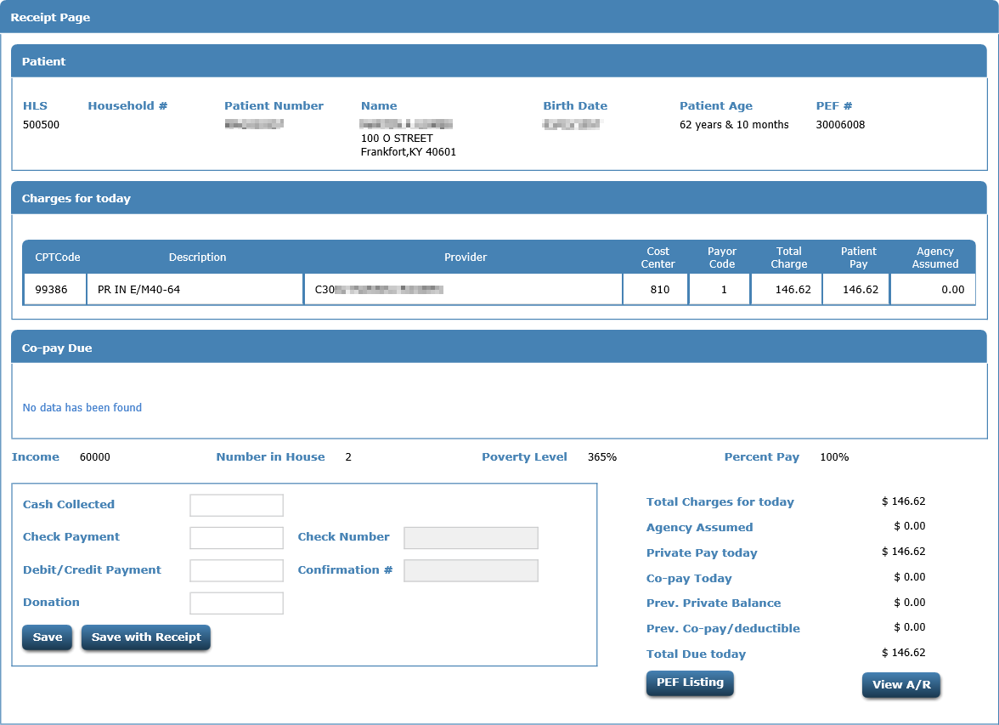 Receipt Page
Patient
HLS Household # Patient Number Name Birth Date Patient Age PEF #
500500 62 years & 10 months 30006008
100 O STREET
Frankfort,KY 40601
Charges for today
CPTCode Description Provider Cost Center Payor Code Total Charge Patient Pay Agency Assumed
99386 PR IN E/M40-64 C30 810 1 146.62 146.62 0.00
Co-pay Due
No data has been found
Income 60000 Number in House 2 Poverty Level 365% Percent Pay 100%
Cash Collected
Check Payment Check Number
Debit/Credit Payment Confirmation #
Donation
Save Save with Receipt
Total Charges for today $ 146.62
Agency Assumed $ 0.00
Private Pay today $ 146.62
Co-pay Today $ 0.00
Prev. Private Balance $ 0.00
Prev. Co-pay/deductible $ 0.00
Total Due today $ 146.62
PEF Listing View A/R